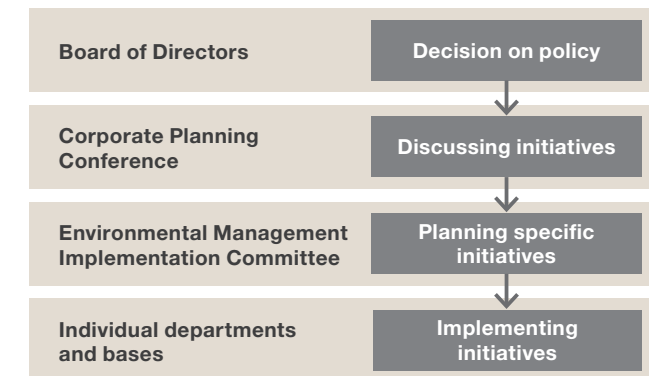 Board of Directors
Decision on policy
Corporate Planning
Conference
Discussing initiatives
Environmental Management
Implementation Committee
Planning specific
initiatives
Individual departments
and bases
Implementing
initiatives